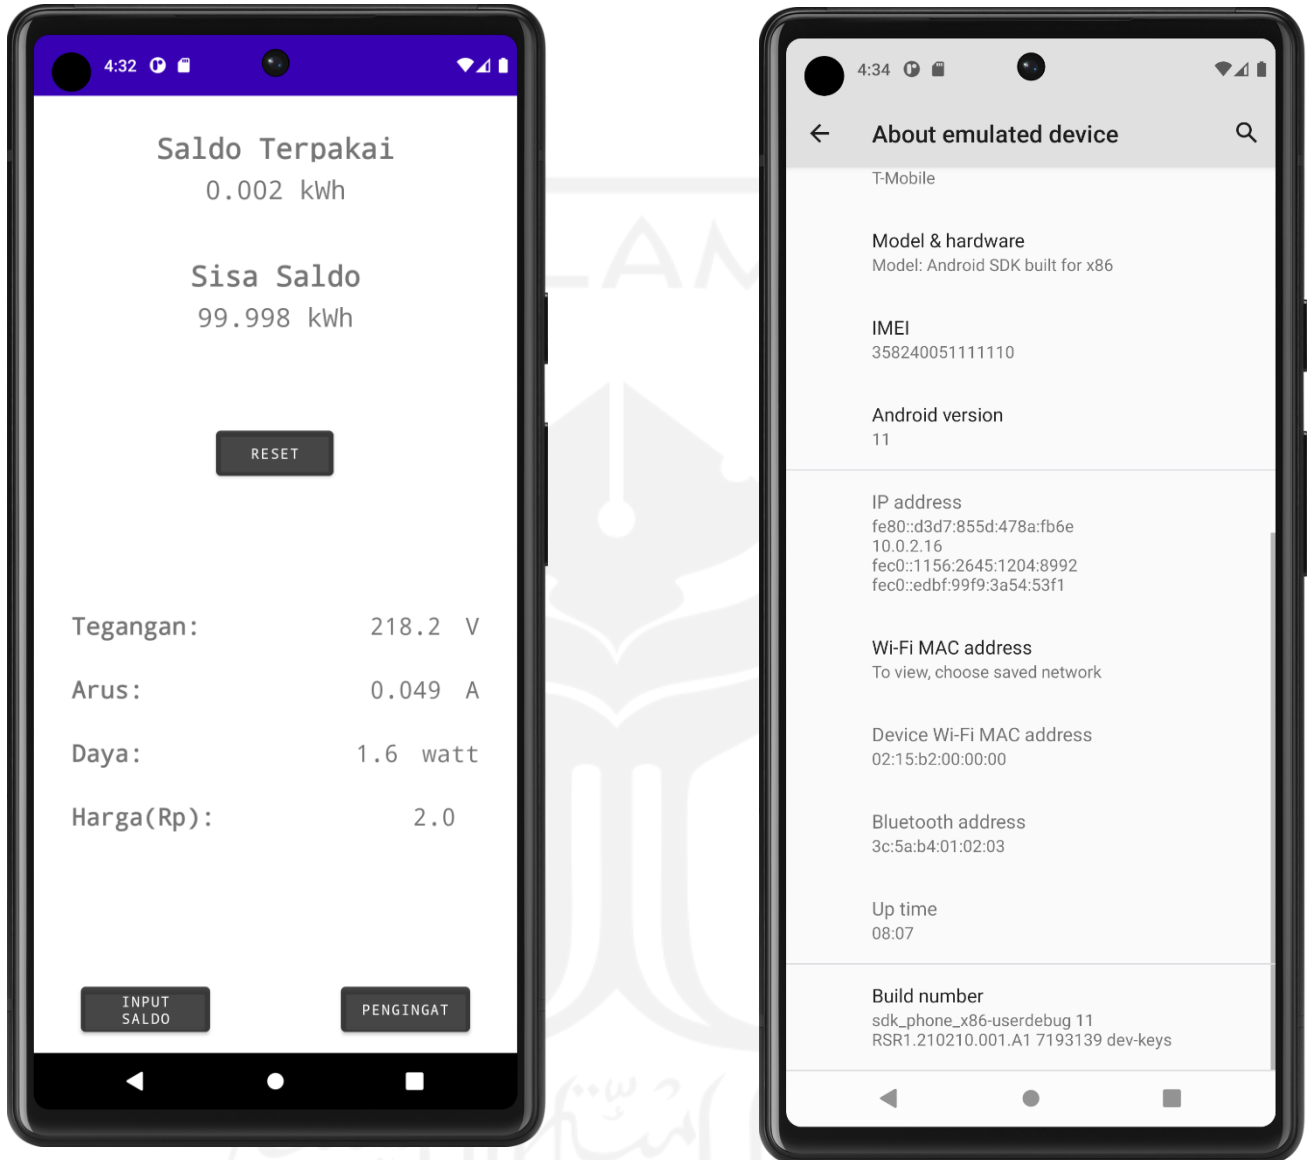 4:32
Saldo Terpakai
0.002 kWh
Sisa Saldo
99.998 kWh
RESET
Tegangan: 218.2 V
Arus: 0.049 A
Daya: 1.6 watt
Harga(Rp): 2.0
INPUT
SALDO
PENGINGAT
4:34
About emulated device
T-Mobile
Model & hardware
Model: Android SDK built for x86
IMEI
358240051111110
Android version
11
IP address
fe80::d3d7:855d:478a:fb6e
10.0.2.16
fec0::1156:2645:1204:8992
fec0::edbf:99f9:3a54:53f1
Wi-Fi MAC address
To view, choose saved network
Device Wi-Fi MAC address
02:15:b2:00:00:00
Bluetooth address
3c:5a:b4:01:02:03
Up time
08:07
Build number
sdk_phone_x86-userdebug 11
RSR1.210210.001.A1 7193139 dev-keys